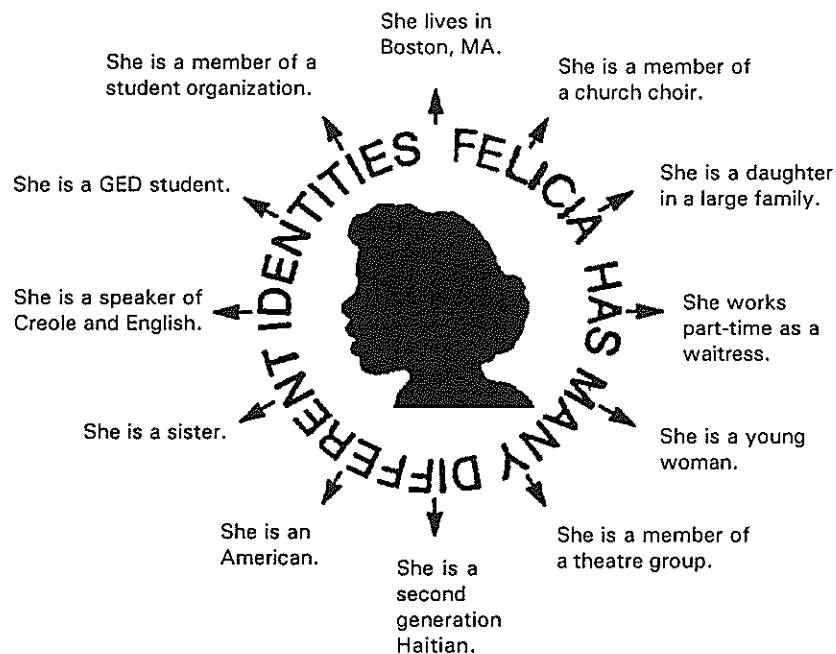 She lives in
Boston, MA.
She is a member of
a church choir.
She is a daughter
in a large family.
She works
part-time as a
waitress.
She is a young
woman.
She is a member of
a theatre group.
She is a
second
generation
Haitian.
She is an
American.
She is a sister.
She is a speaker of
Creole and English.
She is a GED student.
She is a member of a
student organization.
FELICIA HAS MANY DIFFERENT IDENTITIES